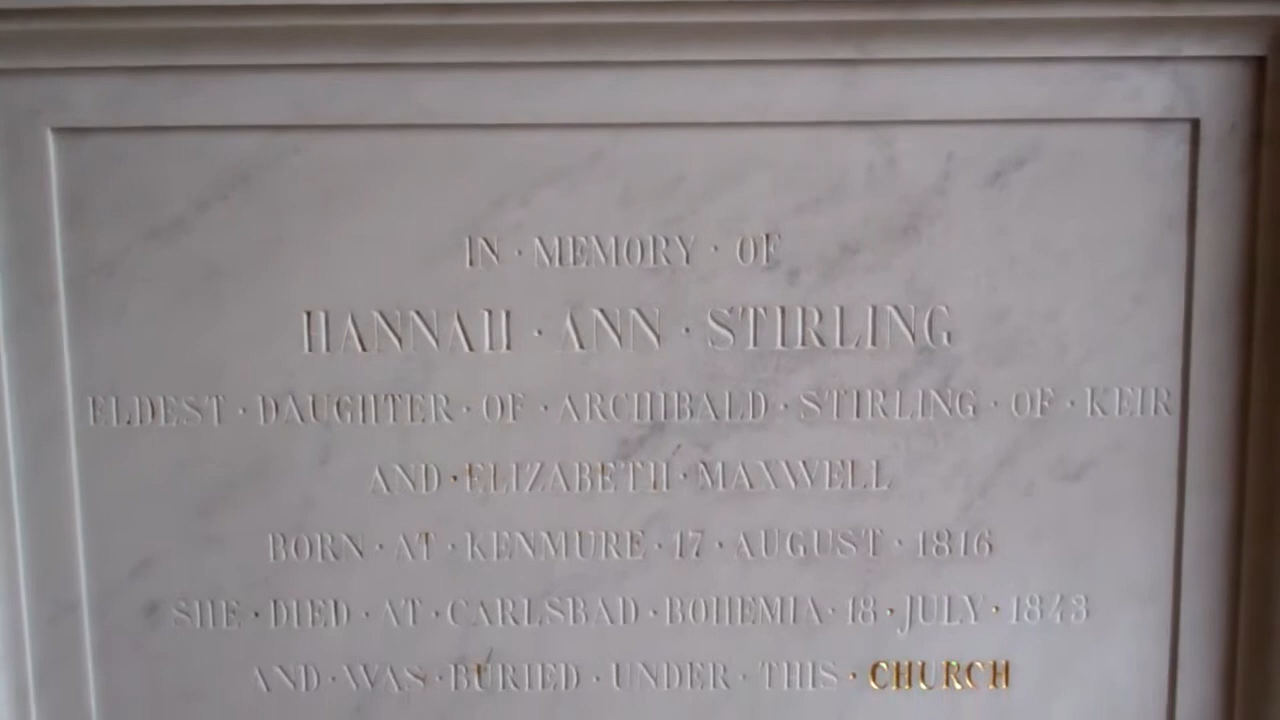 IN · MEMORY · OF
HANNAH · ANN · STIRLING
ELDEST · DAUGHTER · OF · ARCHIBALD · STIRLING · OF · KEIR
AND · ELIZABETH · MAXWELL
BORN · AT · KENMURE · 17 · AUGUST · 1816
SHE · DIED · AT · CARLSBAD · BOHEMIA · 18 · JULY · 1843
AND · WAS · BURIED · UNDER · THIS · CHURCH